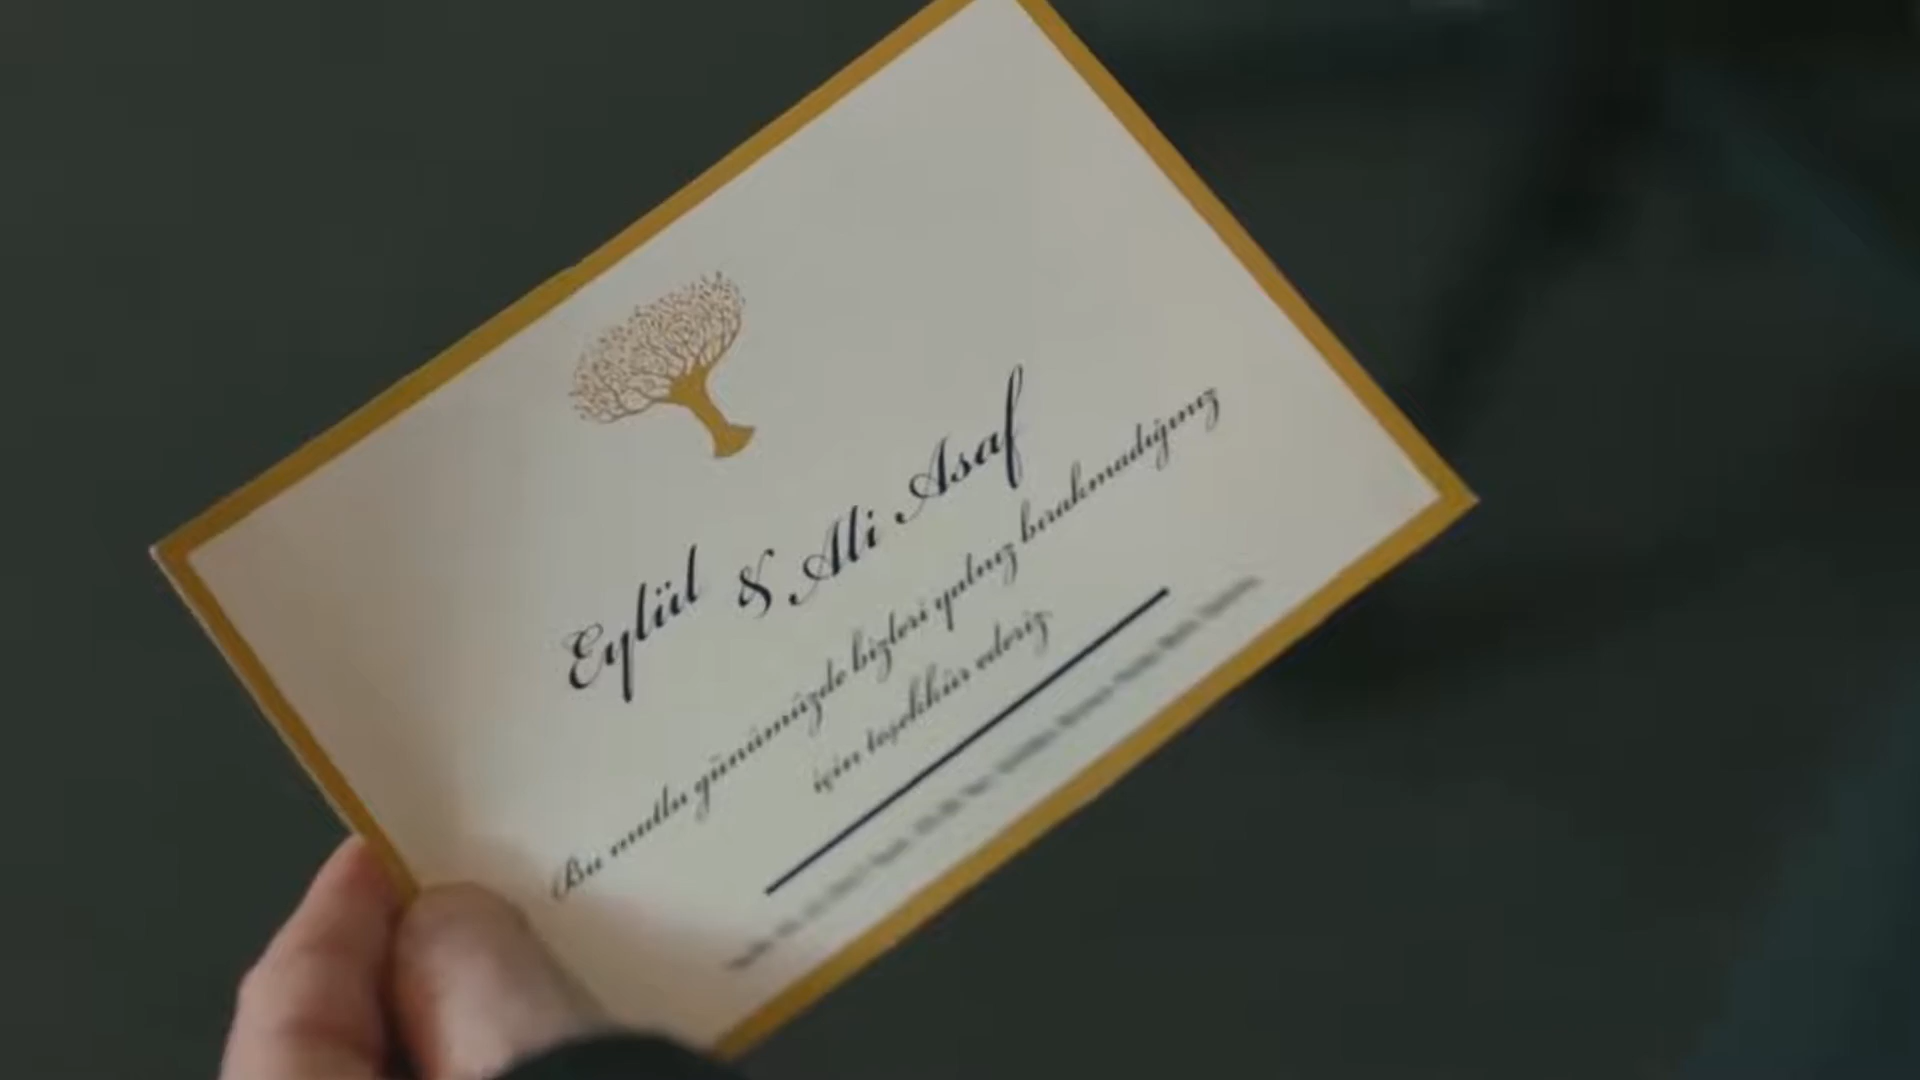 Eylül & Ali Asaf
Bu mutlu günümüzde bizleri yalnız bırakmadığınız
için teşekkür ederiz